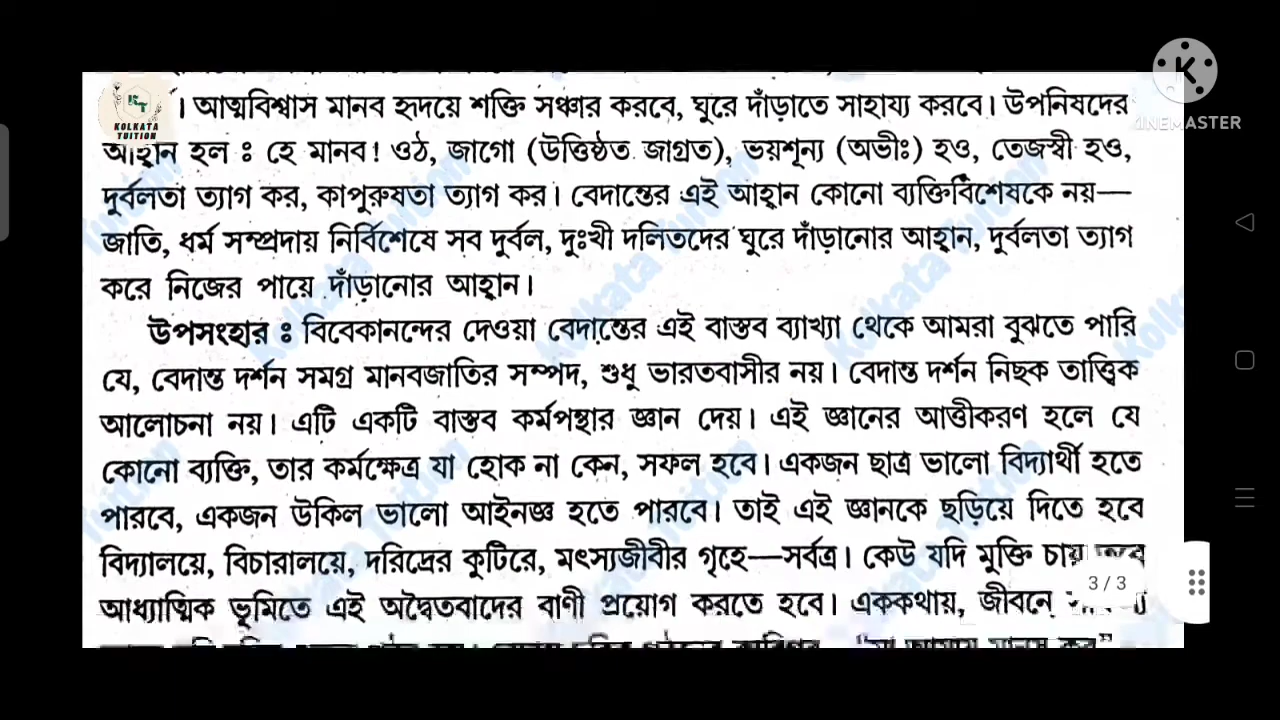 KOLKATA
TUITION
KINEMASTER
। আত্মবিশ্বাস মানব হৃদয়ে শক্তি সঞ্চার করবে, ঘুরে দাঁড়াতে সাহায্য করবে। উপনিষদের
আহ্বান হল ঃ হে মানব! ওঠ, জাগো (উত্তিষ্ঠত জাগ্রত), ভয়শূন্য (অভীঃ) হও, তেজস্বী হও,
দুর্বলতা ত্যাগ কর, কাপুরুষতা ত্যাগ কর। বেদান্তের এই আহ্বান কোনো ব্যক্তিবিশেষকে নয়—
জাতি, ধর্ম সম্প্রদায় নির্বিশেষে সব দুর্বল, দুঃখী দলিতদের ঘুরে দাঁড়ানোর আহ্বান, দুর্বলতা ত্যাগ
করে নিজের পায়ে দাঁড়ানোর আহ্বান।
উপসংহার ঃ বিবেকানন্দের দেওয়া বেদান্তের এই বাস্তব ব্যাখ্যা থেকে আমরা বুঝতে পারি
যে, বেদান্ত দর্শন সমগ্র মানবজাতির সম্পদ, শুধু ভারতবাসীর নয়। বেদান্ত দর্শন নিছক তাত্ত্বিক
আলোচনা নয়। এটি একটি বাস্তব কর্মপন্থার জ্ঞান দেয়। এই জ্ঞানের আত্তীকরণ হলে যে
কোনো ব্যক্তি, তার কর্মক্ষেত্র যা হোক না কেন, সফল হবে। একজন ছাত্র ভালো বিদ্যার্থী হতে
পারবে, একজন উকিল ভালো আইনজ্ঞ হতে পারবে। তাই এই জ্ঞানকে ছড়িয়ে দিতে হবে
বিদ্যালয়ে, বিচারালয়ে, দরিদ্রের কুটিরে, মৎস্যজীবীর গৃহে—সর্বত্র। কেউ যদি মুক্তি চায়
3/3
আধ্যাত্মিক ভূমিতে এই অদ্বৈতবাদের বাণী প্রয়োগ করতে হবে। এককথায়, জীবনে